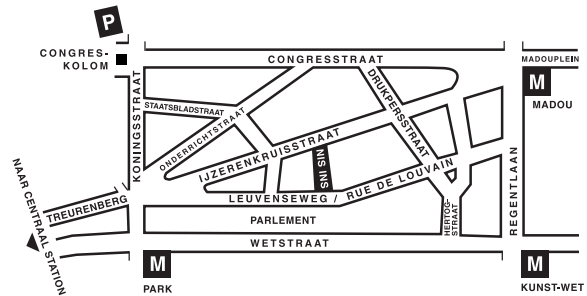 P
CONGRES-
KOLOM
CONGRESSTRAAT
MADOUPLEIN
M
MADOU
KONINGSSTRAAT
STAATSBLADSTRAAT
ONDERRICHTSTRAAT
DRUKPERSSTRAAT
IJZERENKRUISSTRAAT
NIS INS
LEUVENSEWEG / RUE DE LOUVAIN
REGENTLAAN
HERTOG-
STRAAT
TREURENBERG
PARLEMENT
WETSTRAAT
NAAR CENTRAAL STATION
M
PARK
M
KUNST-WET